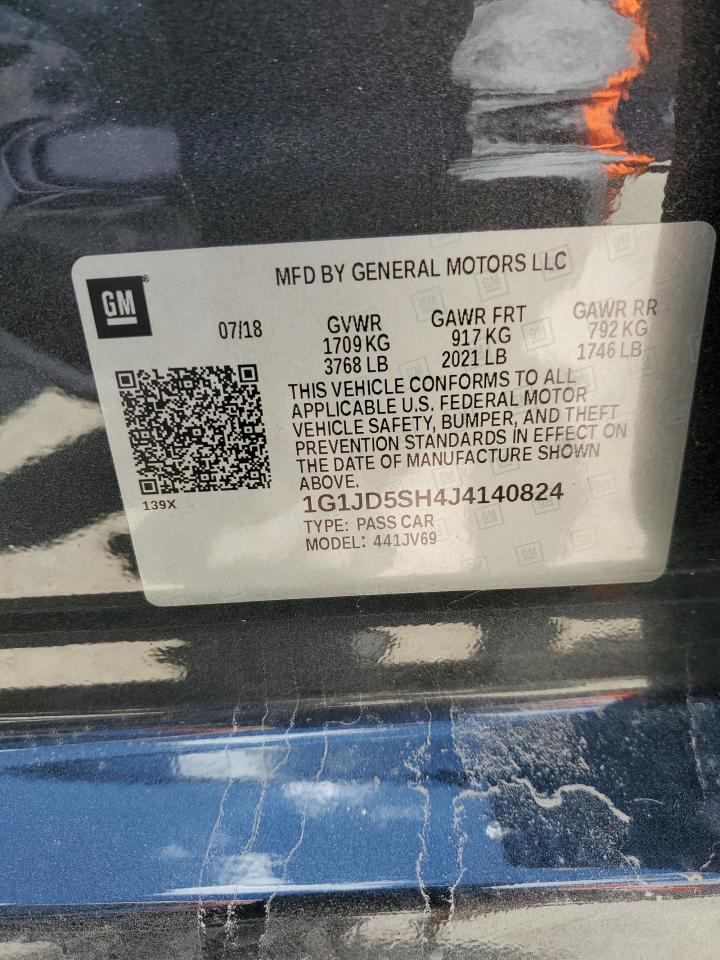 MFD BY GENERAL MOTORS LLC
GM
07/18
GVWR GAWR FRT GAWR RR
1709 KG 917 KG 792 KG
3768 LB 2021 LB 1746 LB
THIS VEHICLE CONFORMS TO ALL
APPLICABLE U.S. FEDERAL MOTOR
VEHICLE SAFETY, BUMPER, AND THEFT
PREVENTION STANDARDS IN EFFECT ON
THE DATE OF MANUFACTURE SHOWN
ABOVE.
139X
1G1JD5SH4J4140824
TYPE: PASS CAR
MODEL: 441JV69